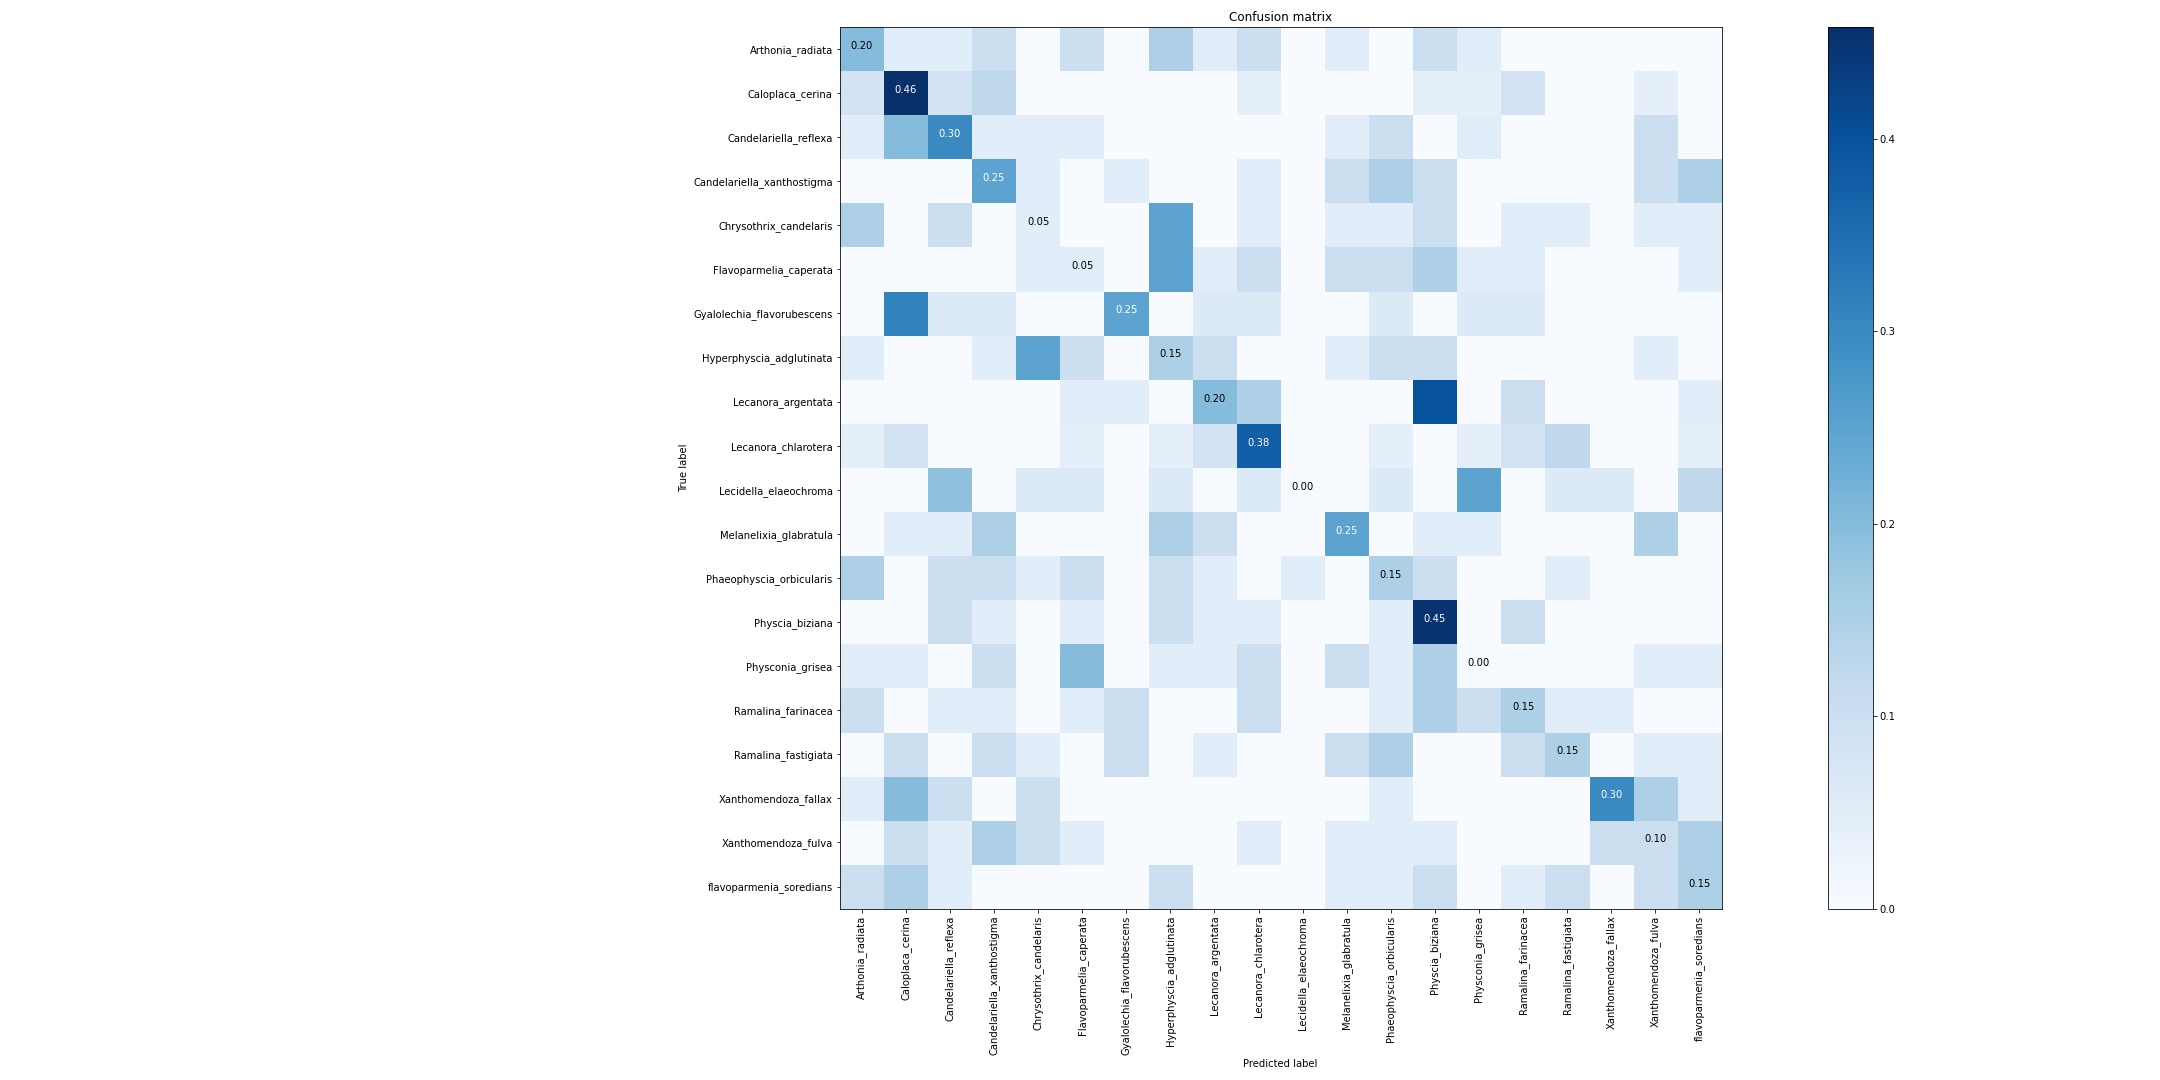 Confusion matrix
Arthonia_radiata
0.20
Caloplaca_cerina
0.46
Candelariella_reflexa
0.30
Candelariella_xanthostigma
0.25
Chrysothrix_candelaris
0.05
Flavoparmelia_caperata
0.05
Gyalolechia_flavorubescens
0.25
Hyperphyscia_adglutinata
0.15
Lecanora_argentata
0.20
Lecanora_chlarotera
0.38
Lecidella_elaeochroma
0.00
Melanelixia_glabratula
0.25
Phaeophyscia_orbicularis
0.15
Physcia_biziana
0.45
Physconia_grisea
0.00
Ramalina_farinacea
0.15
Ramalina_fastigiata
0.15
Xanthomendoza_fallax
0.30
Xanthomendoza_fulva
0.10
flavoparmenia_soredians
0.15
True label
Arthonia_radiata
Caloplaca_cerina
Candelariella_reflexa
Candelariella_xanthostigma
Chrysothrix_candelaris
Flavoparmelia_caperata
Gyalolechia_flavorubescens
Hyperphyscia_adglutinata
Lecanora_argentata
Lecanora_chlarotera
Lecidella_elaeochroma
Melanelixia_glabratula
Phaeophyscia_orbicularis
Physcia_biziana
Physconia_grisea
Ramalina_farinacea
Ramalina_fastigiata
Xanthomendoza_fallax
Xanthomendoza_fulva
flavoparmenia_soredians
Predicted label
0.4
0.3
0.2
0.1
0.0